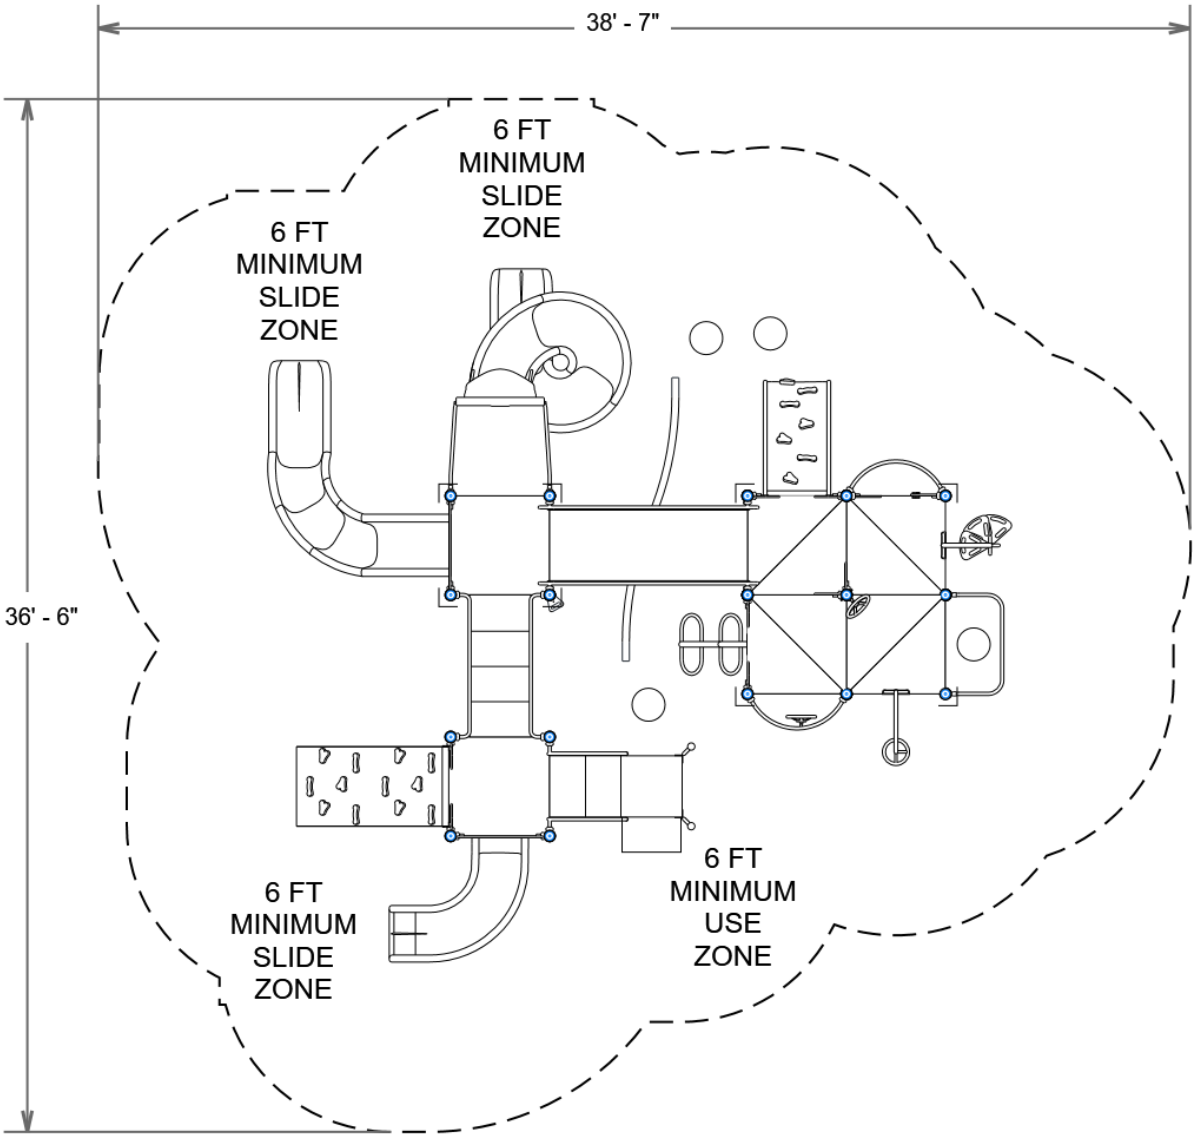 38' - 7"
6 FT
MINIMUM
SLIDE
ZONE
6 FT
MINIMUM
SLIDE
ZONE
36' - 6"
6 FT
MINIMUM
USE
ZONE
6 FT
MINIMUM
SLIDE
ZONE